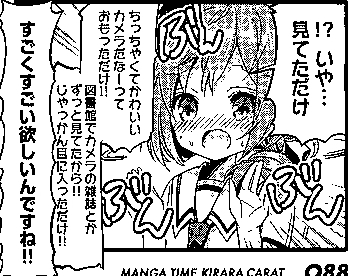 !?いや…
見てただけ
ぶん
ぶん
ちっちゃくてかわいい
カメラだなーって
おもっただけ!!
図書館でカメラの雑誌とか
ずっと見てたから!!
じゃっかん目に入っただけ!!
ぶん
ぶん
すごくすごい欲しいんですね!!
MANGA TIME KIRARA CARAT
088